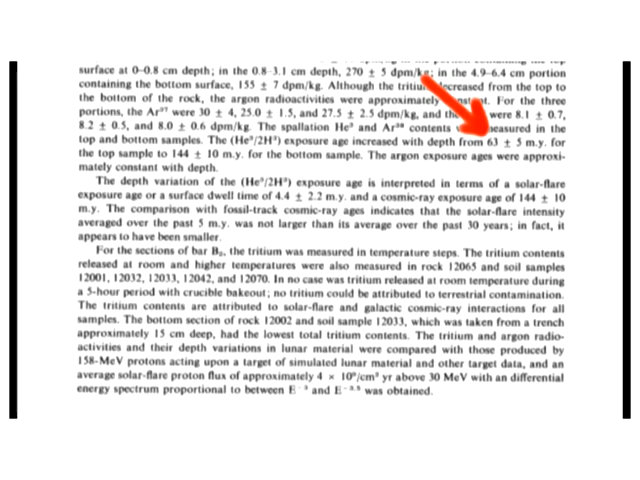 surface at 0–0.8 cm depth; in the 0.8–3.1 cm depth, 270 ± 5 dpm/kg; in the 4.9–6.4 cm portion
containing the bottom surface, 155 ± 7 dpm/kg. Although the tritium decreased from the top to
the bottom of the rock, the argon radioactivities were approximately constant. For the three
portions, the Ar³⁷ were 30 ± 4, 25.0 ± 1.5, and 27.5 ± 2.5 dpm/kg, and the were 8.1 ± 0.7,
8.2 ± 0.5, and 8.0 ± 0.6 dpm/kg. The spallation He³ and Ar³⁸ contents measured in the
top and bottom samples. The (He³/2H³) exposure age increased with depth from 63 ± 5 m.y. for
the top sample to 144 ± 10 m.y. for the bottom sample. The argon exposure ages were approxi-
mately constant with depth.
The depth variation of the (He³/2H³) exposure age is interpreted in terms of a solar-flare
exposure age or a surface dwell time of 4.4 ± 2.2 m.y. and a cosmic-ray exposure age of 144 ± 10
m.y. The comparison with fossil-track cosmic-ray ages indicates that the solar-flare intensity
averaged over the past 5 m.y. was not larger than its average over the past 30 years; in fact, it
appears to have been smaller.
For the sections of bar B₂, the tritium was measured in temperature steps. The tritium contents
released at room and higher temperatures were also measured in rock 12065 and soil samples
12001, 12032, 12033, 12042, and 12070. In no case was tritium released at room temperature during
a 5-hour period with crucible bakeout; no tritium could be attributed to terrestrial contamination.
The tritium contents are attributed to solar-flare and galactic cosmic-ray interactions for all
samples. The bottom section of rock 12002 and soil sample 12033, which was taken from a trench
approximately 15 cm deep, had the lowest total tritium contents. The tritium and argon radio-
activities and their depth variations in lunar material were compared with those produced by
158-MeV protons acting upon a target of simulated lunar material and other target data, and an
average solar-flare proton flux of approximately 4 × 10⁹/cm² yr above 30 MeV with an differential
energy spectrum proportional to between E⁻³ and E⁻³·⁵ was obtained.